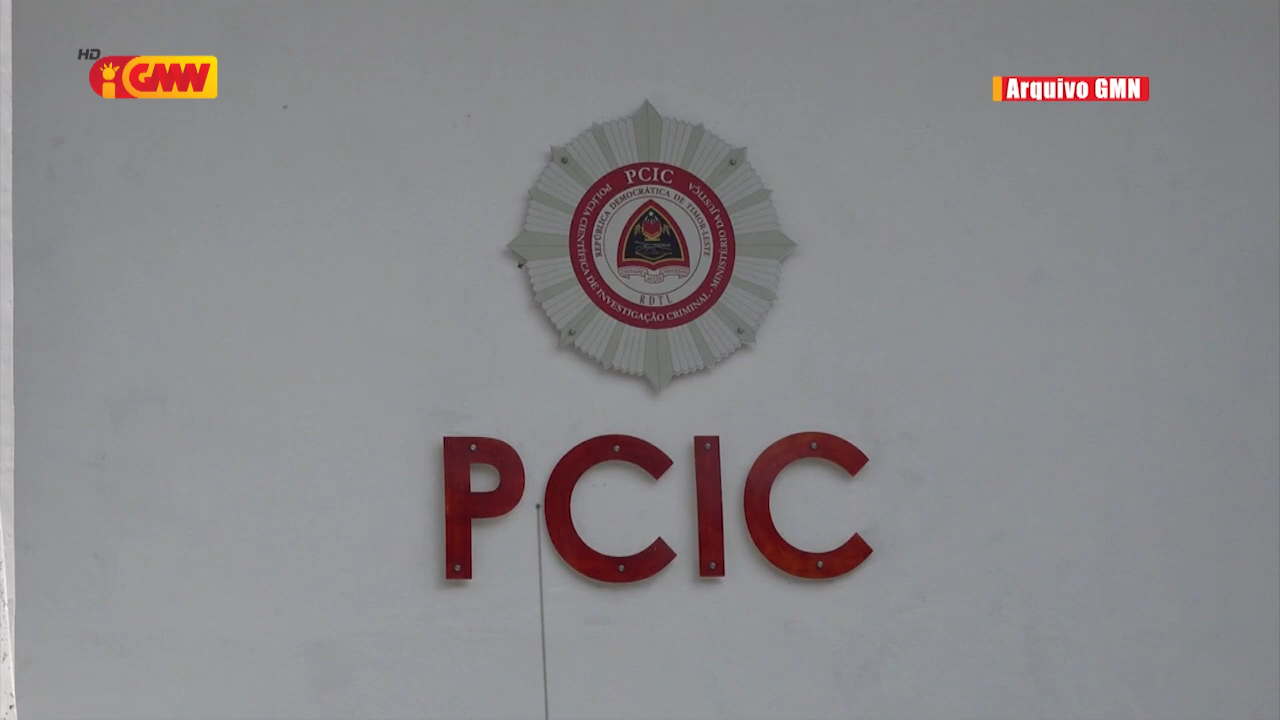 HD
GMN
Arquivo GMN
PCIC
POLÍCIA CIENTÍFICA DE INVESTIGAÇÃO CRIMINAL - MINISTÉRIO DA JUSTIÇA
REPÚBLICA DEMOCRÁTICA DE TIMOR-LESTE
RDTL
PCIC